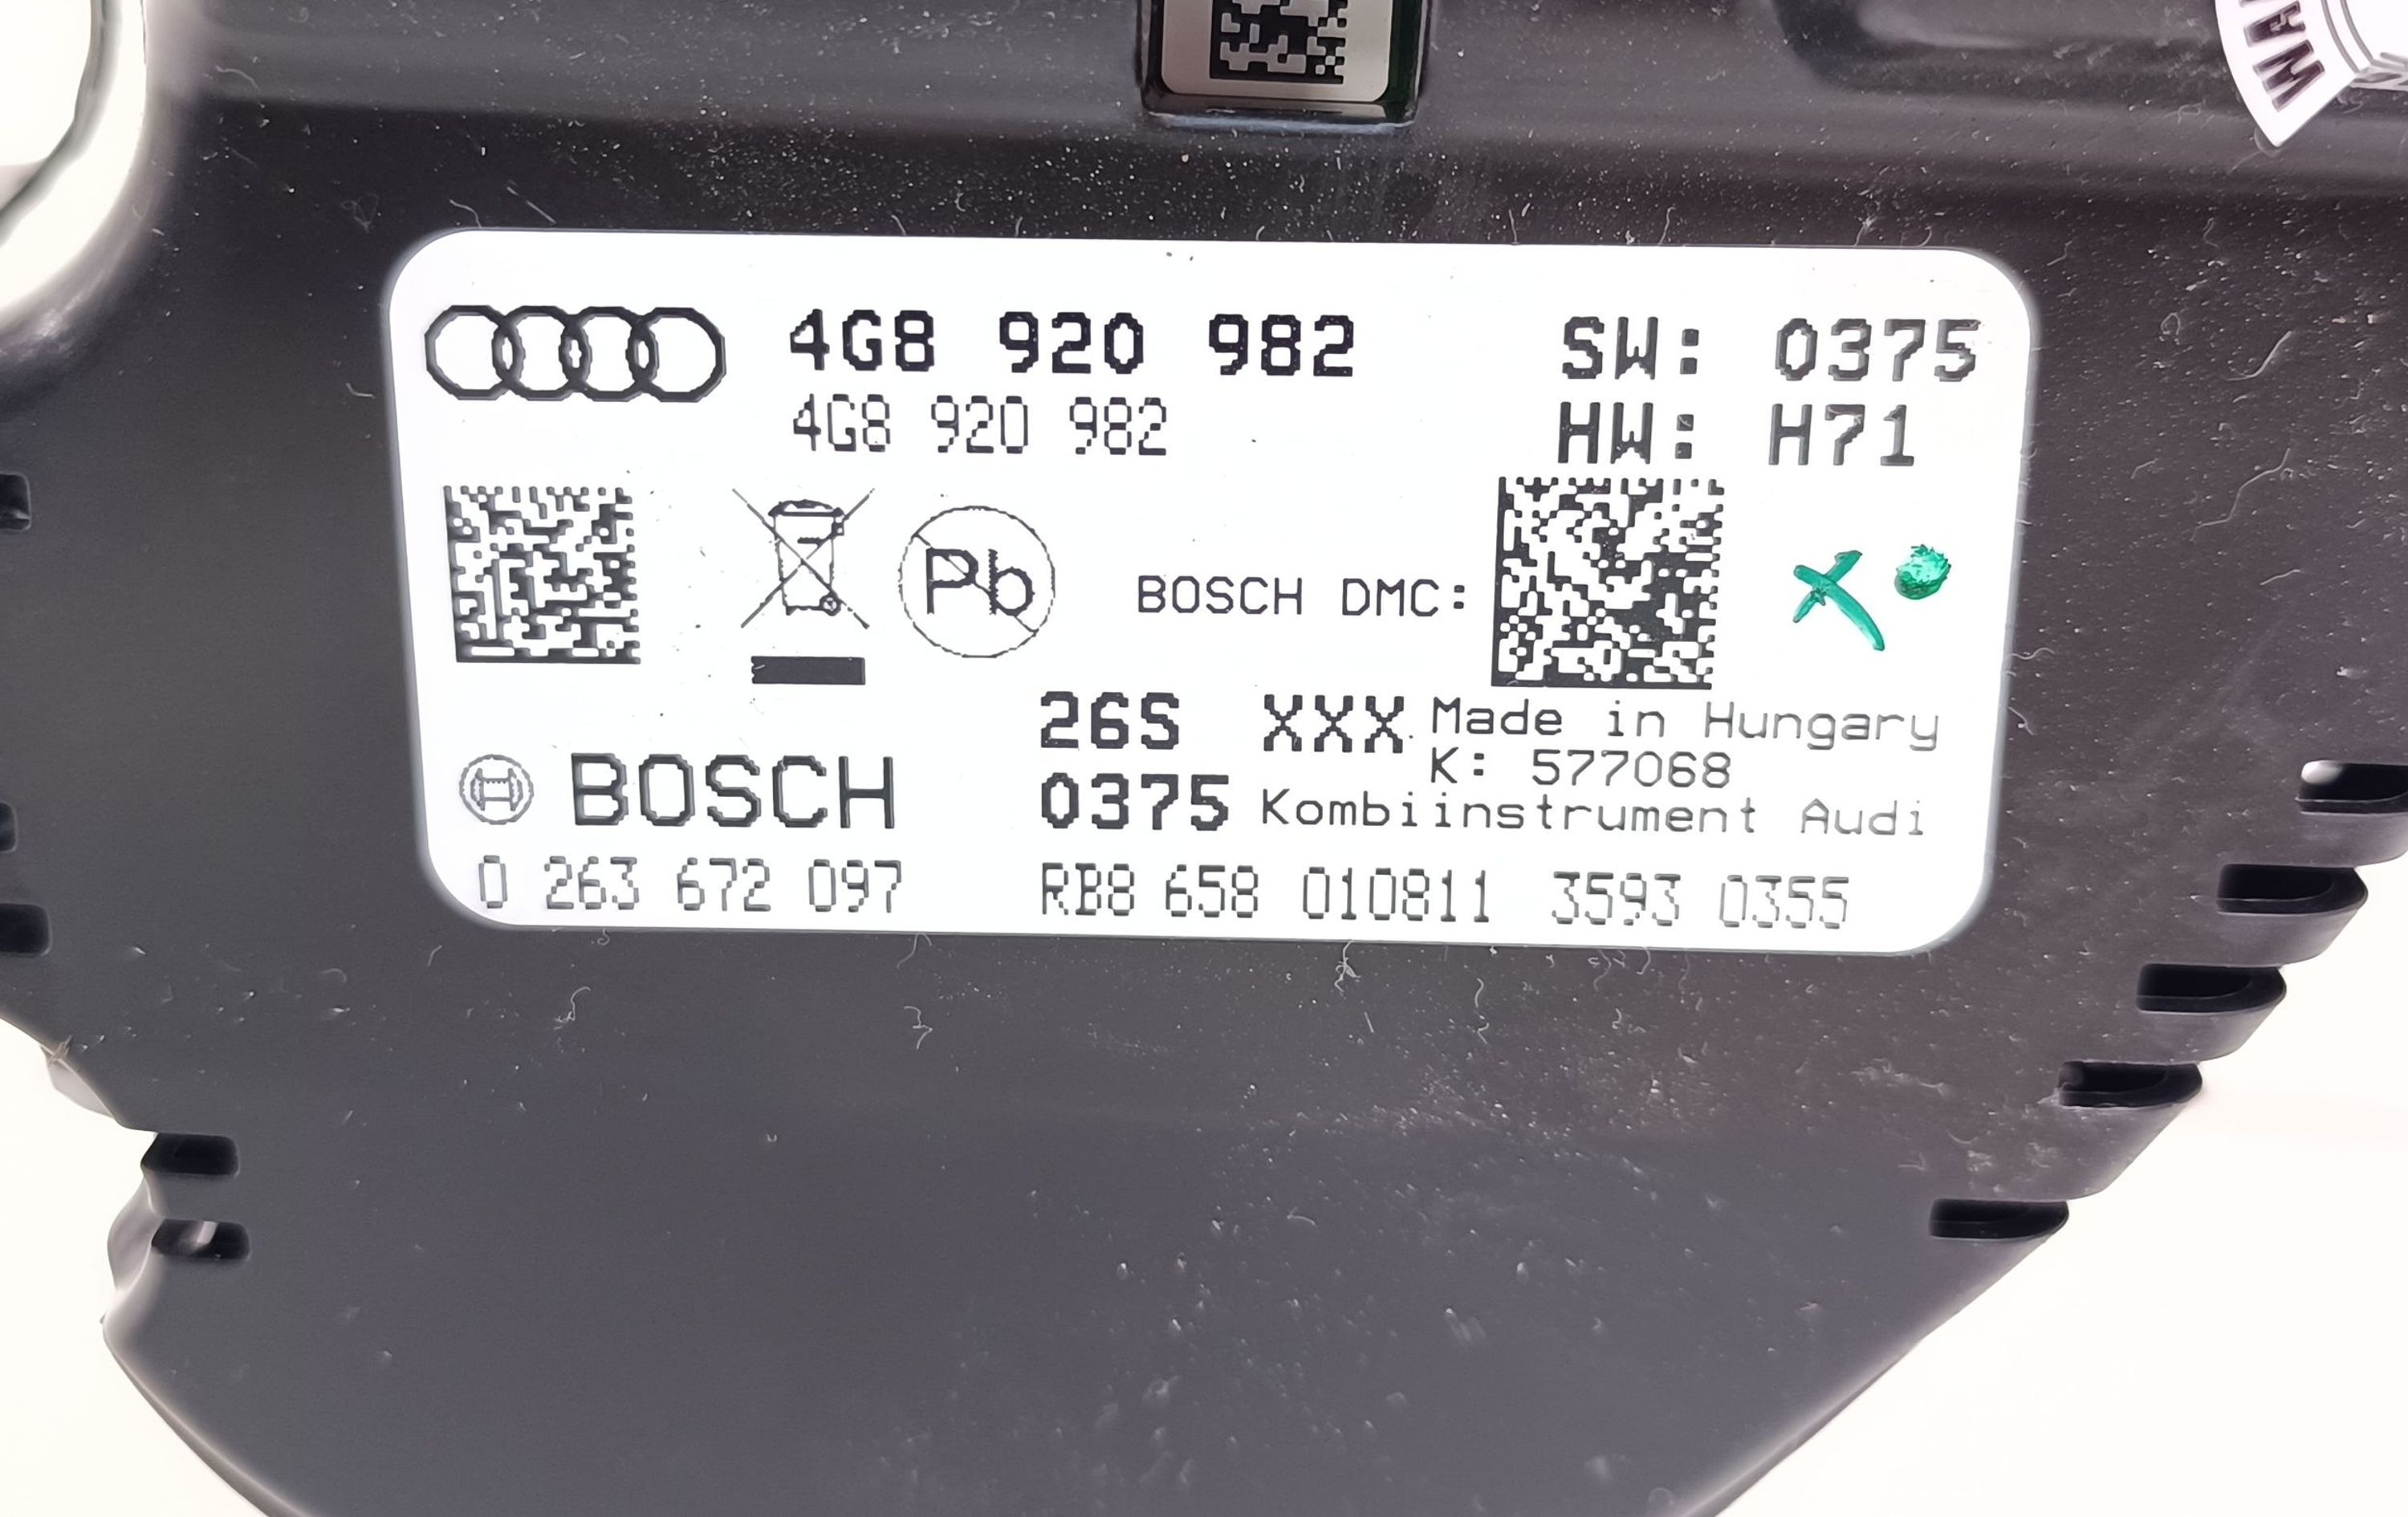 4G8 920 982 SW: 0375
4G8 920 982 HW: H71
Pb
BOSCH DMC:
26S XXX Made in Hungary
K: 577068
BOSCH 0375 Kombiinstrument Audi
0 263 672 097 RB8 658 010811 3593 0355